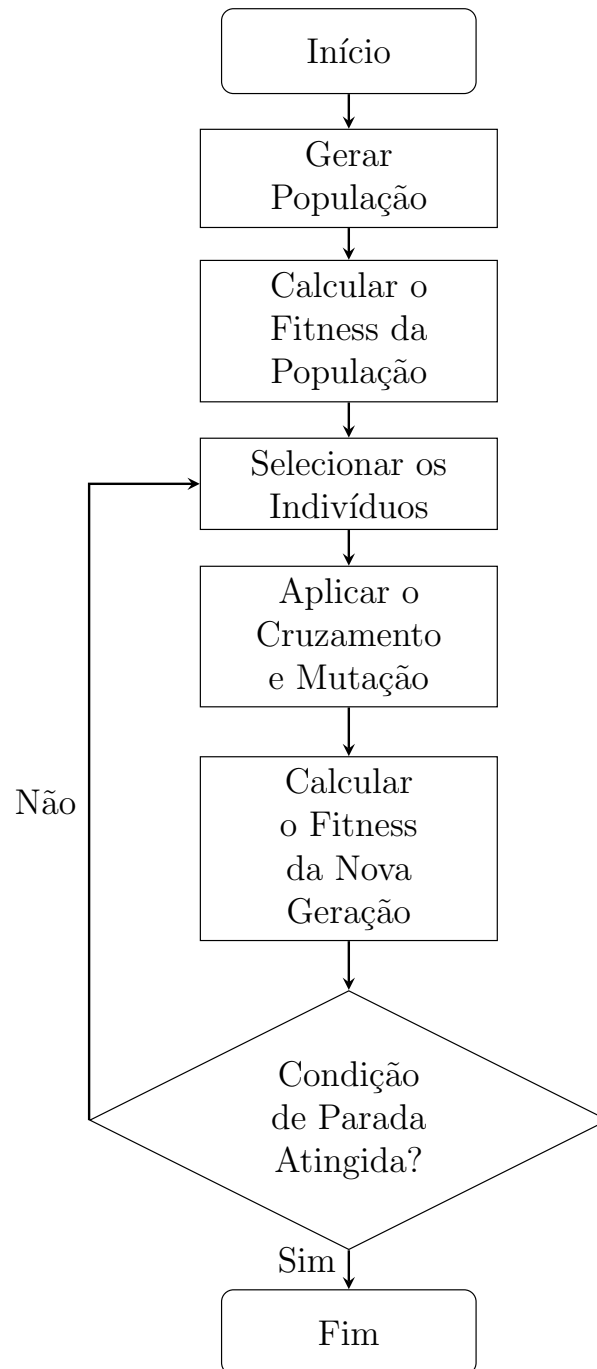 Início
Gerar
População
Calcular o
Fitness da
População
Selecionar os
Indivíduos
Aplicar o
Cruzamento
e Mutação
Calcular
o Fitness
da Nova
Geração
Não
Condição
de Parada
Atingida?
Sim
Fim